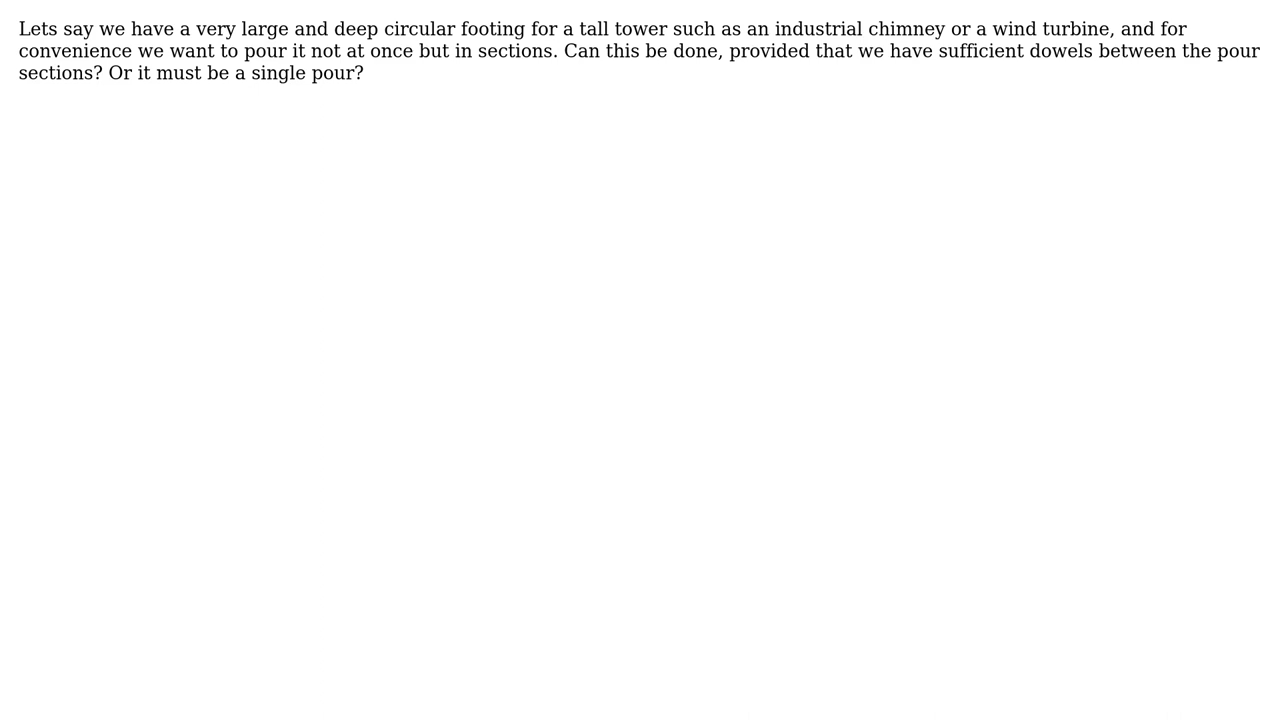 Lets say we have a very large and deep circular footing for a tall tower such as an industrial chimney or a wind turbine, and for
convenience we want to pour it not at once but in sections. Can this be done, provided that we have sufficient dowels between the pour
sections? Or it must be a single pour?